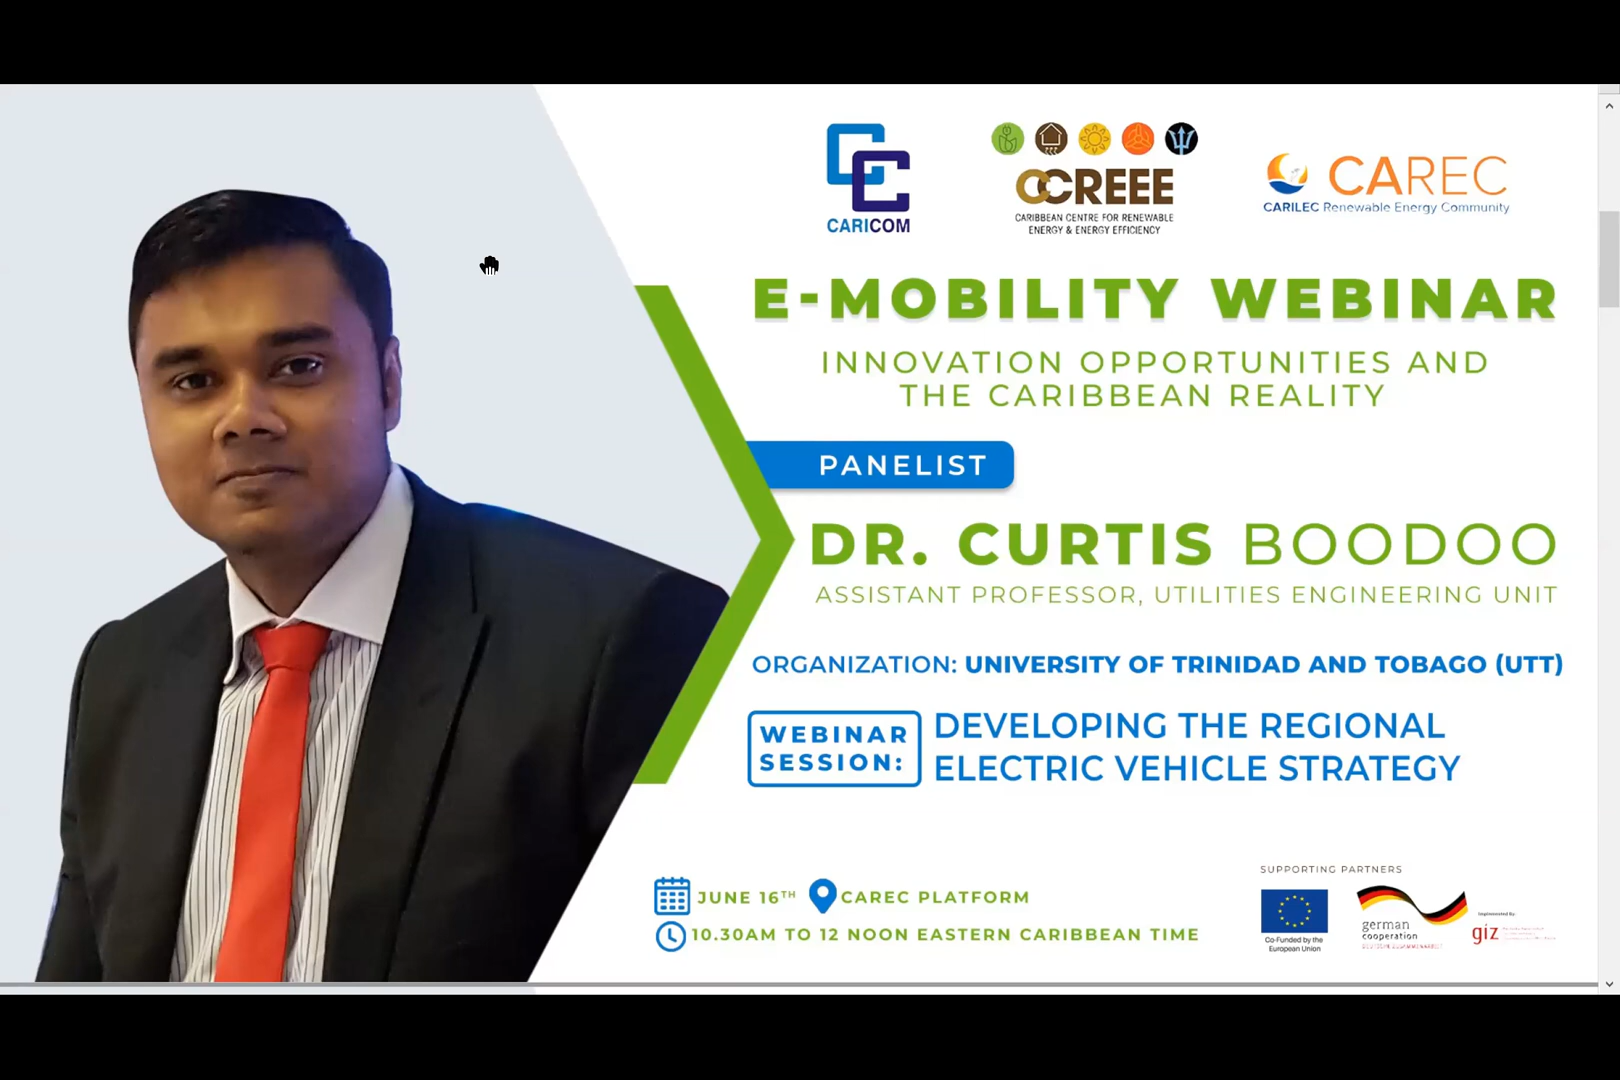 CARICOM
CCREEE
CARIBBEAN CENTRE FOR RENEWABLE
ENERGY & ENERGY EFFICIENCY
CAREC
CARILEC Renewable Energy Community
E-MOBILITY WEBINAR
INNOVATION OPPORTUNITIES AND
THE CARIBBEAN REALITY
PANELIST
DR. CURTIS BOODOO
ASSISTANT PROFESSOR, UTILITIES ENGINEERING UNIT
ORGANIZATION: UNIVERSITY OF TRINIDAD AND TOBAGO (UTT)
WEBINAR
SESSION:
DEVELOPING THE REGIONAL
ELECTRIC VEHICLE STRATEGY
JUNE 16TH
CAREC PLATFORM
10.30AM TO 12 NOON EASTERN CARIBBEAN TIME
SUPPORTING PARTNERS
Co-Funded by the
European Union
german
cooperation
DEUTSCHE ZUSAMMENARBEIT
Implemented by:
giz